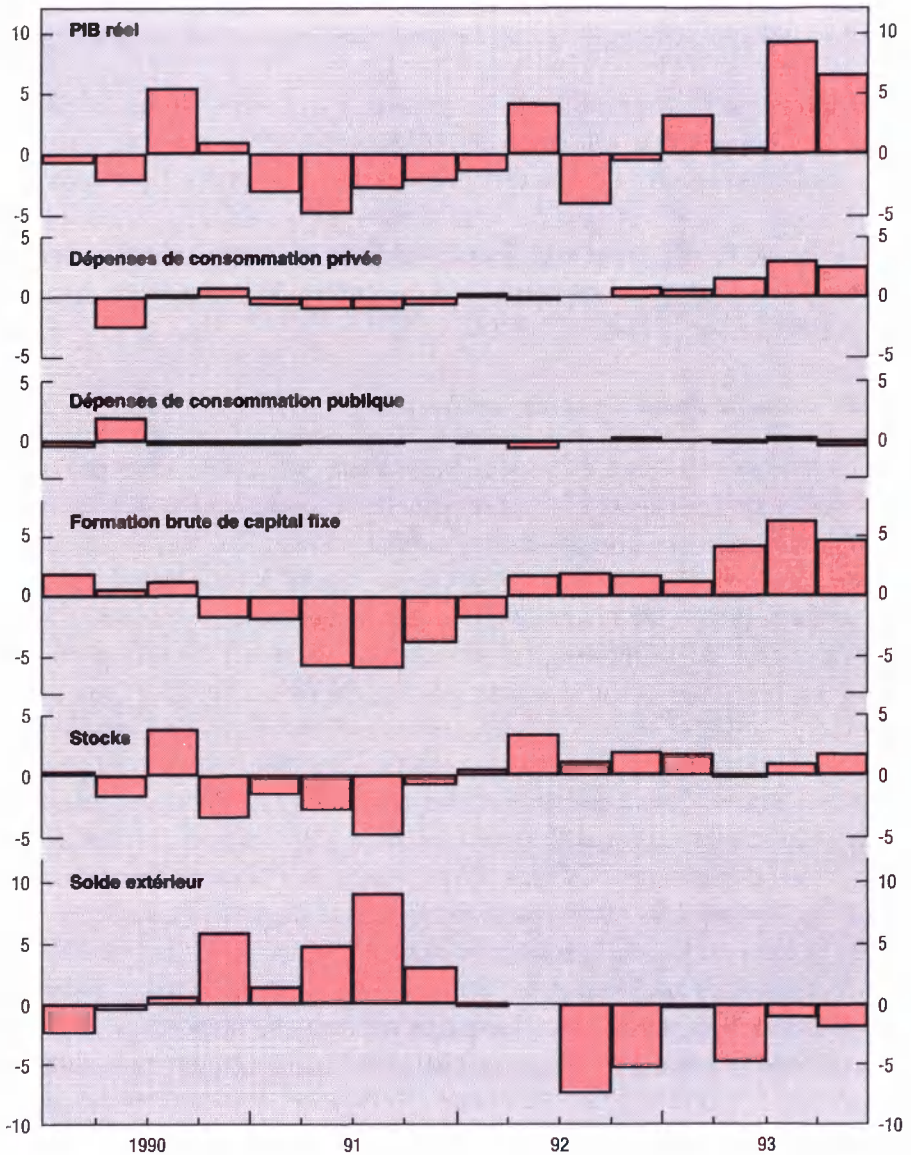 10 PIB réel 10
5 5
0 0
-5 -5
5 5
Dépenses de consommation privée
0 0
-5 -5
5 5
Dépenses de consommation publique
0 0
Formation brute de capital fixe
5 5
0 0
-5 -5
5 5
Stocks
0 0
-5 -5
10 Solde extérieur 10
5 5
0 0
-5 -5
-10 -10
1990 91 92 93